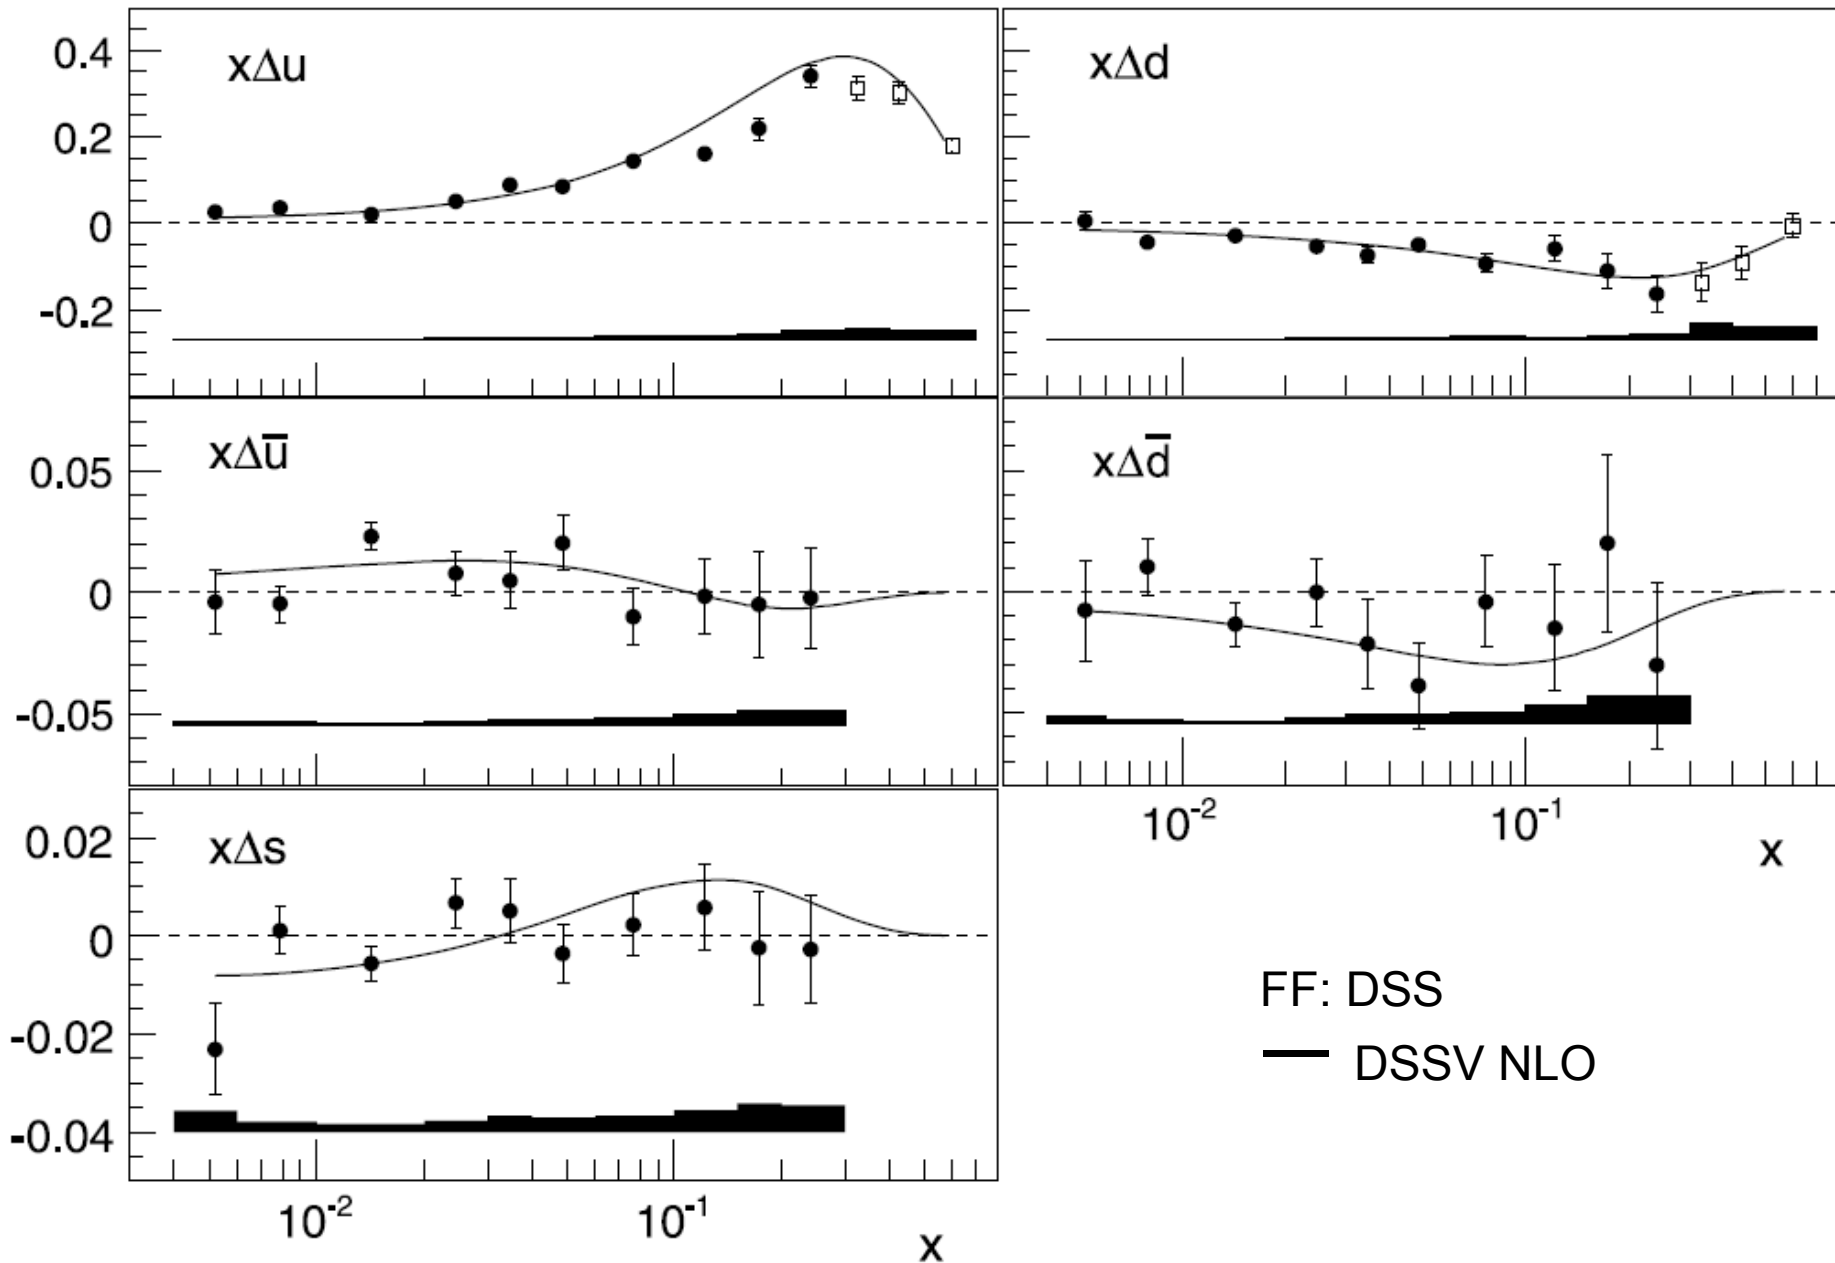 xΔu
0.4
0.2
0
-0.2
xΔd
xΔu̅
0.05
0
-0.05
xΔd̅
10⁻² 10⁻¹
x
xΔs
0.02
0
-0.02
-0.04
10⁻² 10⁻¹
x
FF: DSS
DSSV NLO